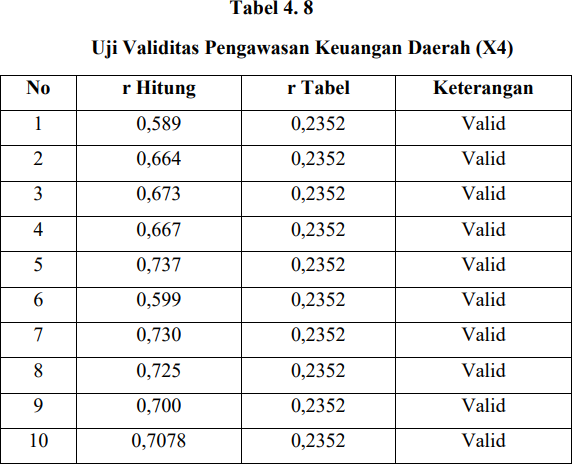 Tabel 4. 8
Uji Validitas Pengawasan Keuangan Daerah (X4)
No r Hitung r Tabel Keterangan
1 0,589 0,2352 Valid
2 0,664 0,2352 Valid
3 0,673 0,2352 Valid
4 0,667 0,2352 Valid
5 0,737 0,2352 Valid
6 0,599 0,2352 Valid
7 0,730 0,2352 Valid
8 0,725 0,2352 Valid
9 0,700 0,2352 Valid
10 0,7078 0,2352 Valid